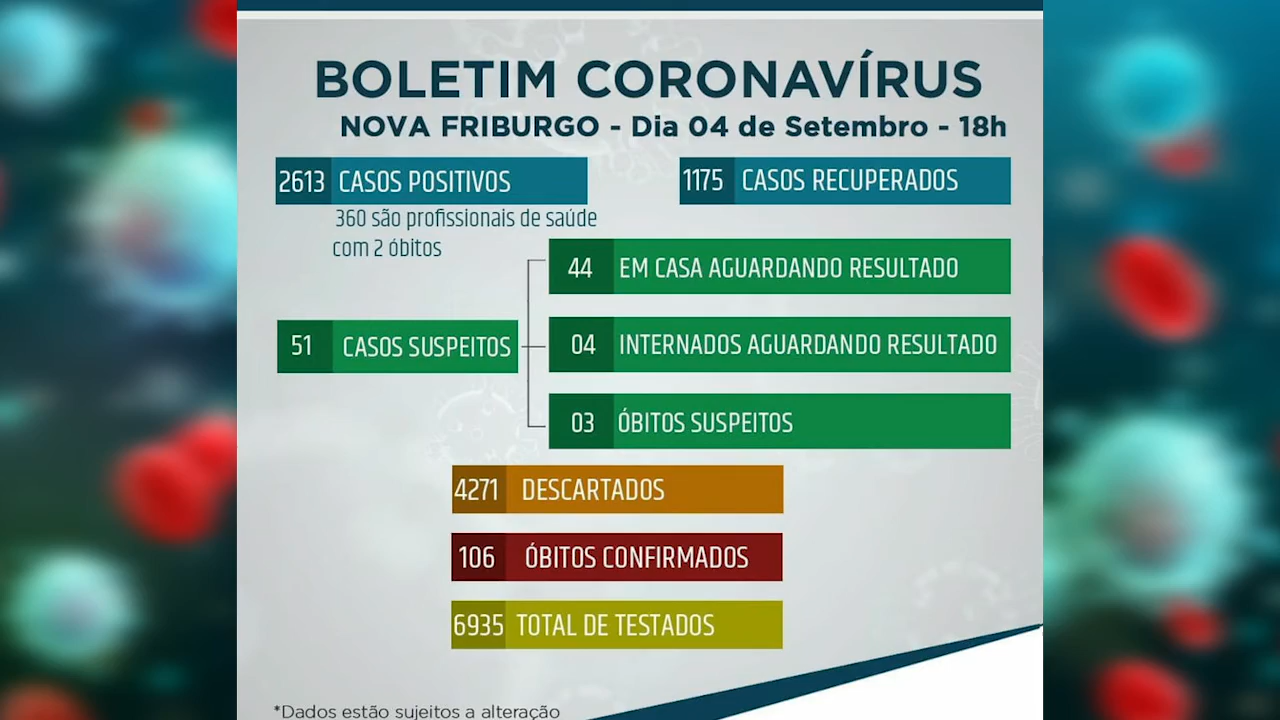 BOLETIM CORONAVÍRUS
NOVA FRIBURGO - Dia 04 de Setembro - 18h
2613 CASOS POSITIVOS
1175 CASOS RECUPERADOS
360 são profissionais de saúde
com 2 óbitos
44 EM CASA AGUARDANDO RESULTADO
51 CASOS SUSPEITOS
04 INTERNADOS AGUARDANDO RESULTADO
03 ÓBITOS SUSPEITOS
4271 DESCARTADOS
106 ÓBITOS CONFIRMADOS
6935 TOTAL DE TESTADOS
*Dados estão sujeitos a alteração